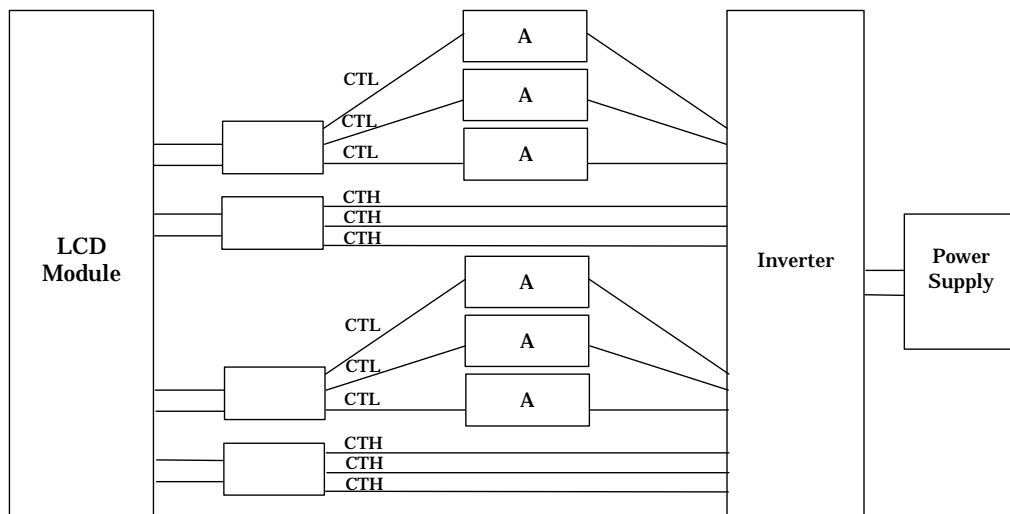 A
CTL
A
CTL
CTL
A
CTH
CTH
CTH
LCD
Module
Inverter
Power
Supply
A
CTL
A
CTL
CTL
A
CTH
CTH
CTH